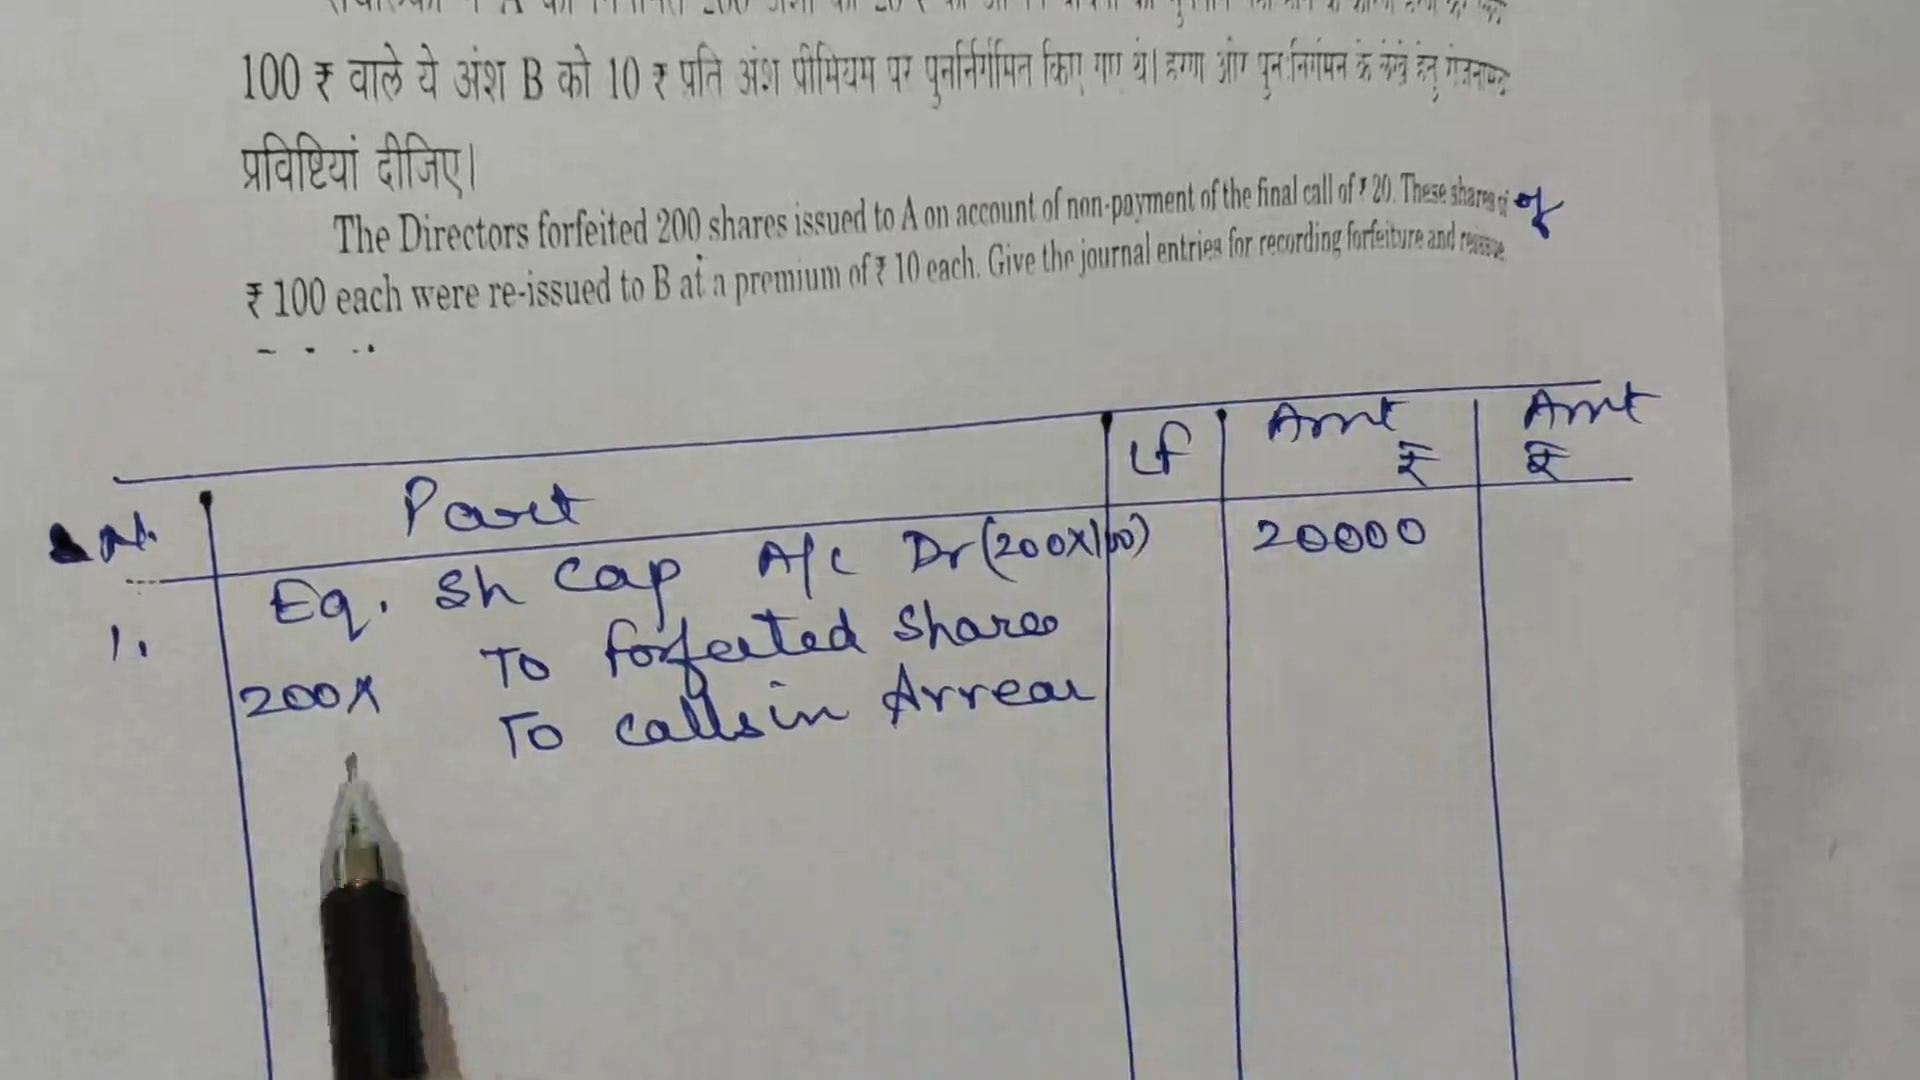 100 ₹ वाले ये अंश B को 10 ₹ प्रति अंश प्रीमियम पर पुनर्निर्गमित किए गए थे। हरण और पुनःनिर्गमन के लेखे हेतु
प्रविष्टियां दीजिए।
The Directors forfeited 200 shares issued to A on account of non-payment of the final call of ₹ 20. These shares of of
₹ 100 each were re-issued to B at a premium of ₹ 10 each. Give the journal entries for recording forfeiture and reissue
Part LF Amt ₹ Amt ₹
1. Eq. Sh Cap A/c Dr (200X100) 20000
To forfeited shares
200X To calls in Arrear